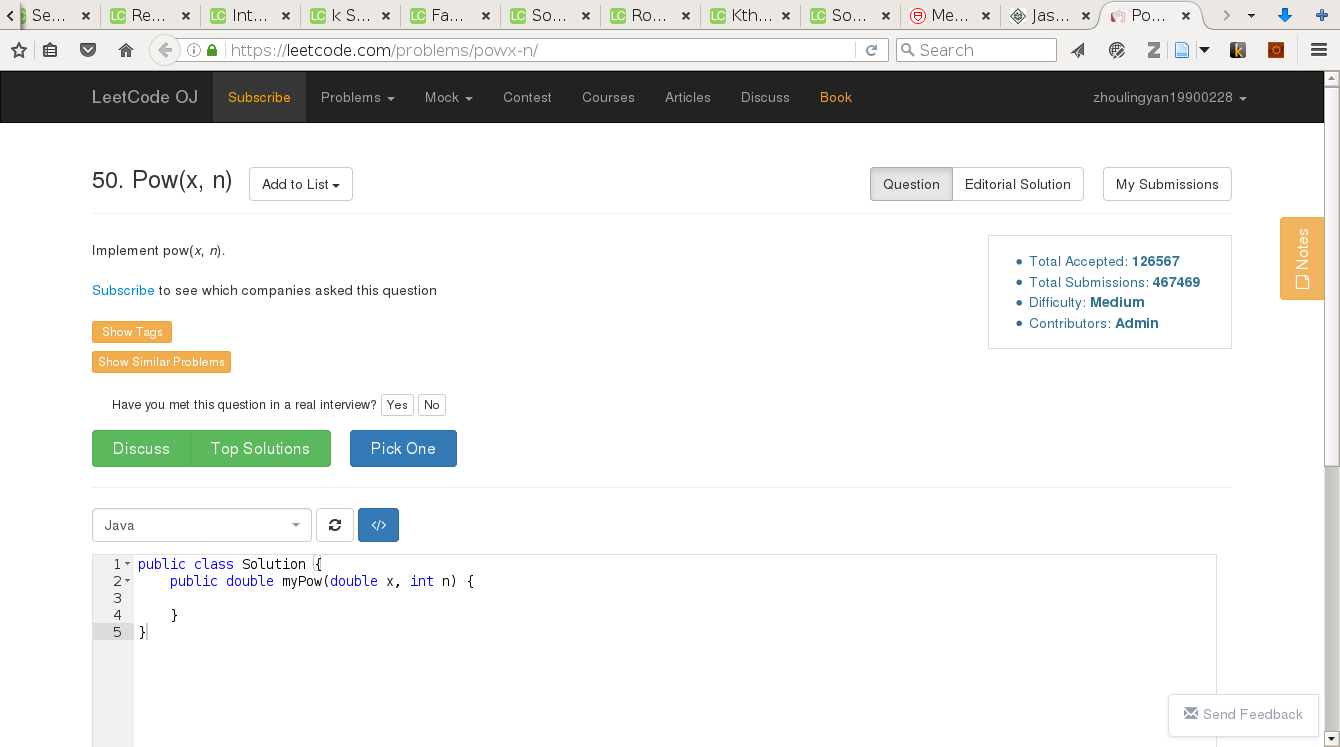 Se... Re... Int... k S... Fa... So... Ro... Kth... So... Me... Jas... Po...
https://leetcode.com/problems/powx-n/ Search
LeetCode OJ Subscribe Problems Mock Contest Courses Articles Discuss Book zhoulingyan19900228
50. Pow(x, n) Add to List Question Editorial Solution My Submissions
Notes
Implement pow(x, n).
Total Accepted: 126567
Total Submissions: 467469
Difficulty: Medium
Contributors: Admin
Subscribe to see which companies asked this question
Show Tags
Show Similar Problems
Have you met this question in a real interview? Yes No
Discuss Top Solutions Pick One
Java </>
1 public class Solution {
2 public double myPow(double x, int n) {
3
4 }
5 }
Send Feedback